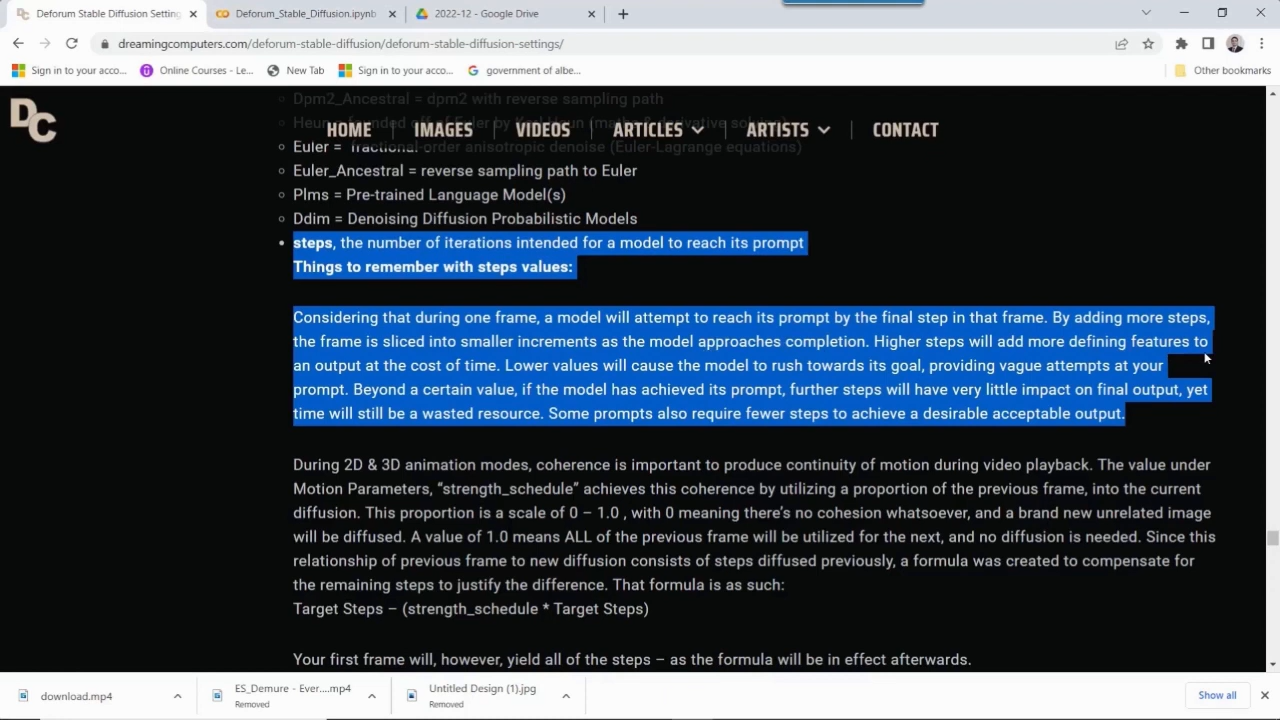 Deforum Stable Diffusion Setting
Deforum_Stable_Diffusion.ipynb
2022-12 - Google Drive
dreamingcomputers.com/deforum-stable-diffusion/deforum-stable-diffusion-settings/
Sign in to your acco...
Online Courses - Le...
New Tab
Sign in to your acco...
government of albe...
Other bookmarks
DC
Dpm2_Ancestral = dpm2 with reverse sampling path
HOME
IMAGES
VIDEOS
ARTICLES
ARTISTS
CONTACT
Euler = fractional-order anisotropic denoise (Euler-Lagrange equations)
Euler_Ancestral = reverse sampling path to Euler
Plms = Pre-trained Language Model(s)
Ddim = Denoising Diffusion Probabilistic Models
steps, the number of iterations intended for a model to reach its prompt
Things to remember with steps values:
Considering that during one frame, a model will attempt to reach its prompt by the final step in that frame. By adding more steps,
the frame is sliced into smaller increments as the model approaches completion. Higher steps will add more defining features to
an output at the cost of time. Lower values will cause the model to rush towards its goal, providing vague attempts at your
prompt. Beyond a certain value, if the model has achieved its prompt, further steps will have very little impact on final output, yet
time will still be a wasted resource. Some prompts also require fewer steps to achieve a desirable acceptable output.
During 2D & 3D animation modes, coherence is important to produce continuity of motion during video playback. The value under
Motion Parameters, “strength_schedule” achieves this coherence by utilizing a proportion of the previous frame, into the current
diffusion. This proportion is a scale of 0 – 1.0 , with 0 meaning there’s no cohesion whatsoever, and a brand new unrelated image
will be diffused. A value of 1.0 means ALL of the previous frame will be utilized for the next, and no diffusion is needed. Since this
relationship of previous frame to new diffusion consists of steps diffused previously, a formula was created to compensate for
the remaining steps to justify the difference. That formula is as such:
Target Steps – (strength_schedule * Target Steps)
Your first frame will, however, yield all of the steps – as the formula will be in effect afterwards.
download.mp4
ES_Demure - Ever....mp4
Removed
Untitled Design (1).jpg
Removed
Show all